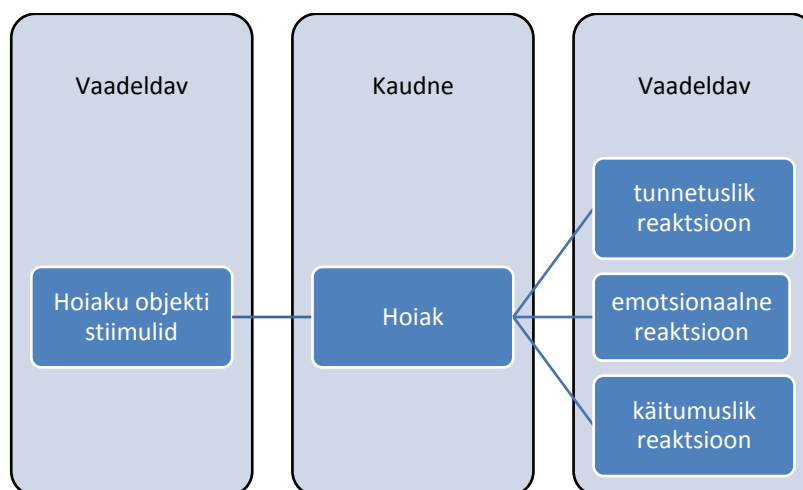 Vaadeldav
Kaudne
Vaadeldav
Hoiaku objekti
stiimulid
Hoiak
tunnetuslik
reaktsioon
emotsionaalne
reaktsioon
käitumuslik
reaktsioon